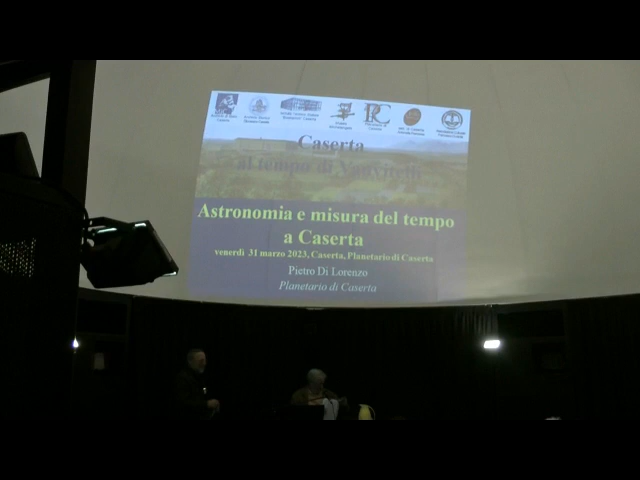 Caserta
al tempo di Vanvitelli
Astronomia e misura del tempo
a Caserta
venerdì 31 marzo 2023, Caserta, Planetario di Caserta
Pietro Di Lorenzo
Planetario di Caserta